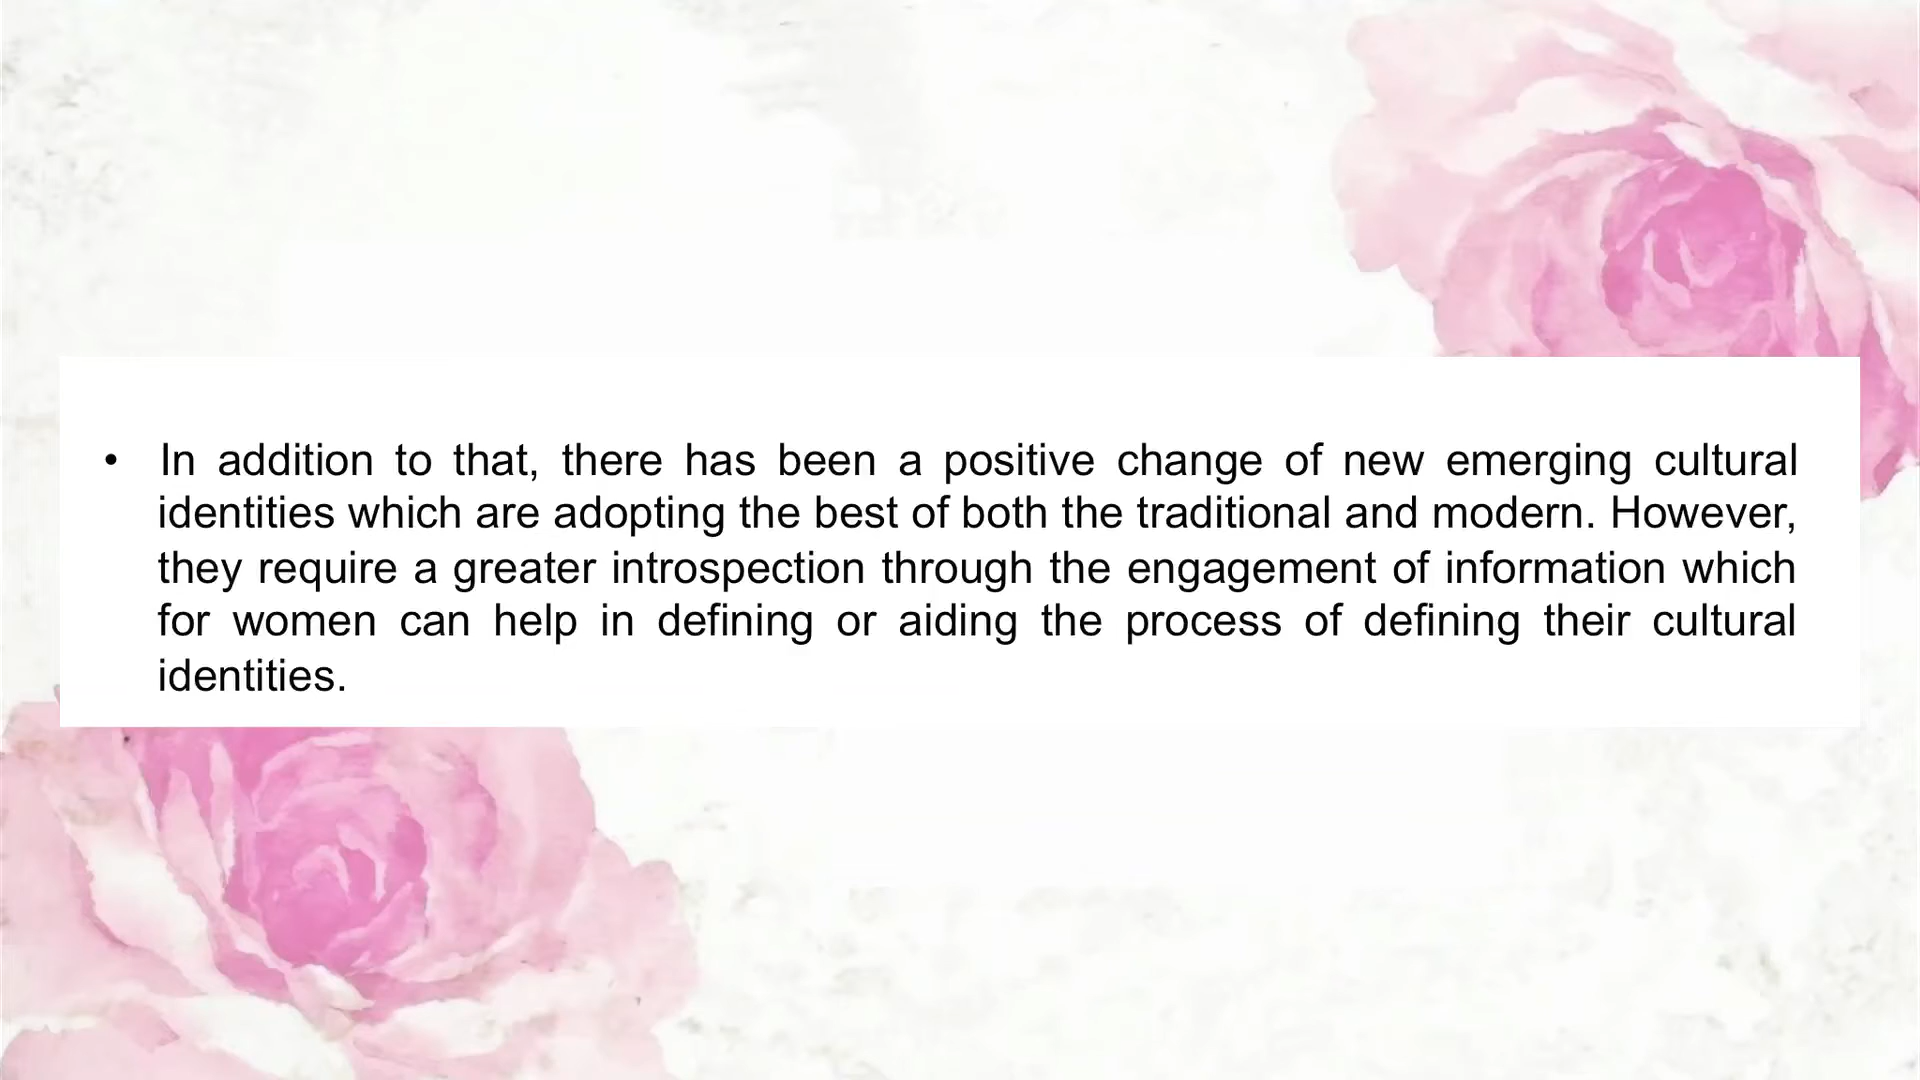 • In addition to that, there has been a positive change of new emerging cultural
identities which are adopting the best of both the traditional and modern. However,
they require a greater introspection through the engagement of information which
for women can help in defining or aiding the process of defining their cultural
identities.